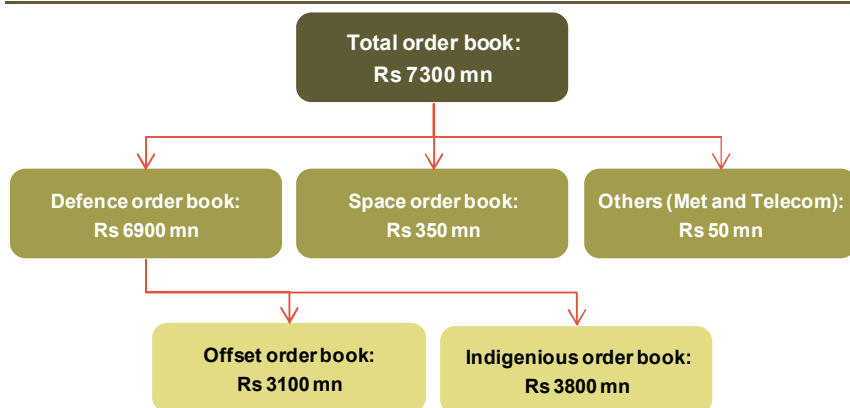 Total order book:
Rs 7300 mn
Defence order book:
Rs 6900 mn
Space order book:
Rs 350 mn
Others (Met and Telecom):
Rs 50 mn
Offset order book:
Rs 3100 mn
Indigenious order book:
Rs 3800 mn